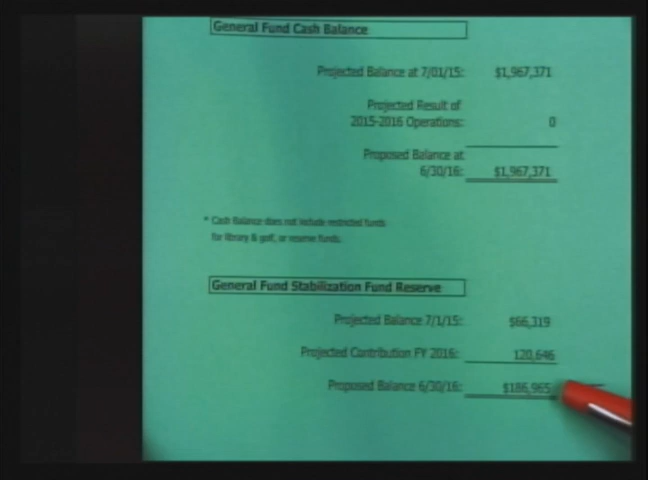 General Fund Cash Balance
Projected Balance at 7/01/15: $1,967,371
Projected Result of
2015-2016 Operations: 0
Proposed Balance at
6/30/16: $1,967,371
* Cash Balance does not include restricted funds
for library & golf, or reserve funds.
General Fund Stabilization Fund Reserve
Projected Balance 7/1/15: $66,319
Projected Contribution FY 2016: 120,646
Proposed Balance 6/30/16: $186,965